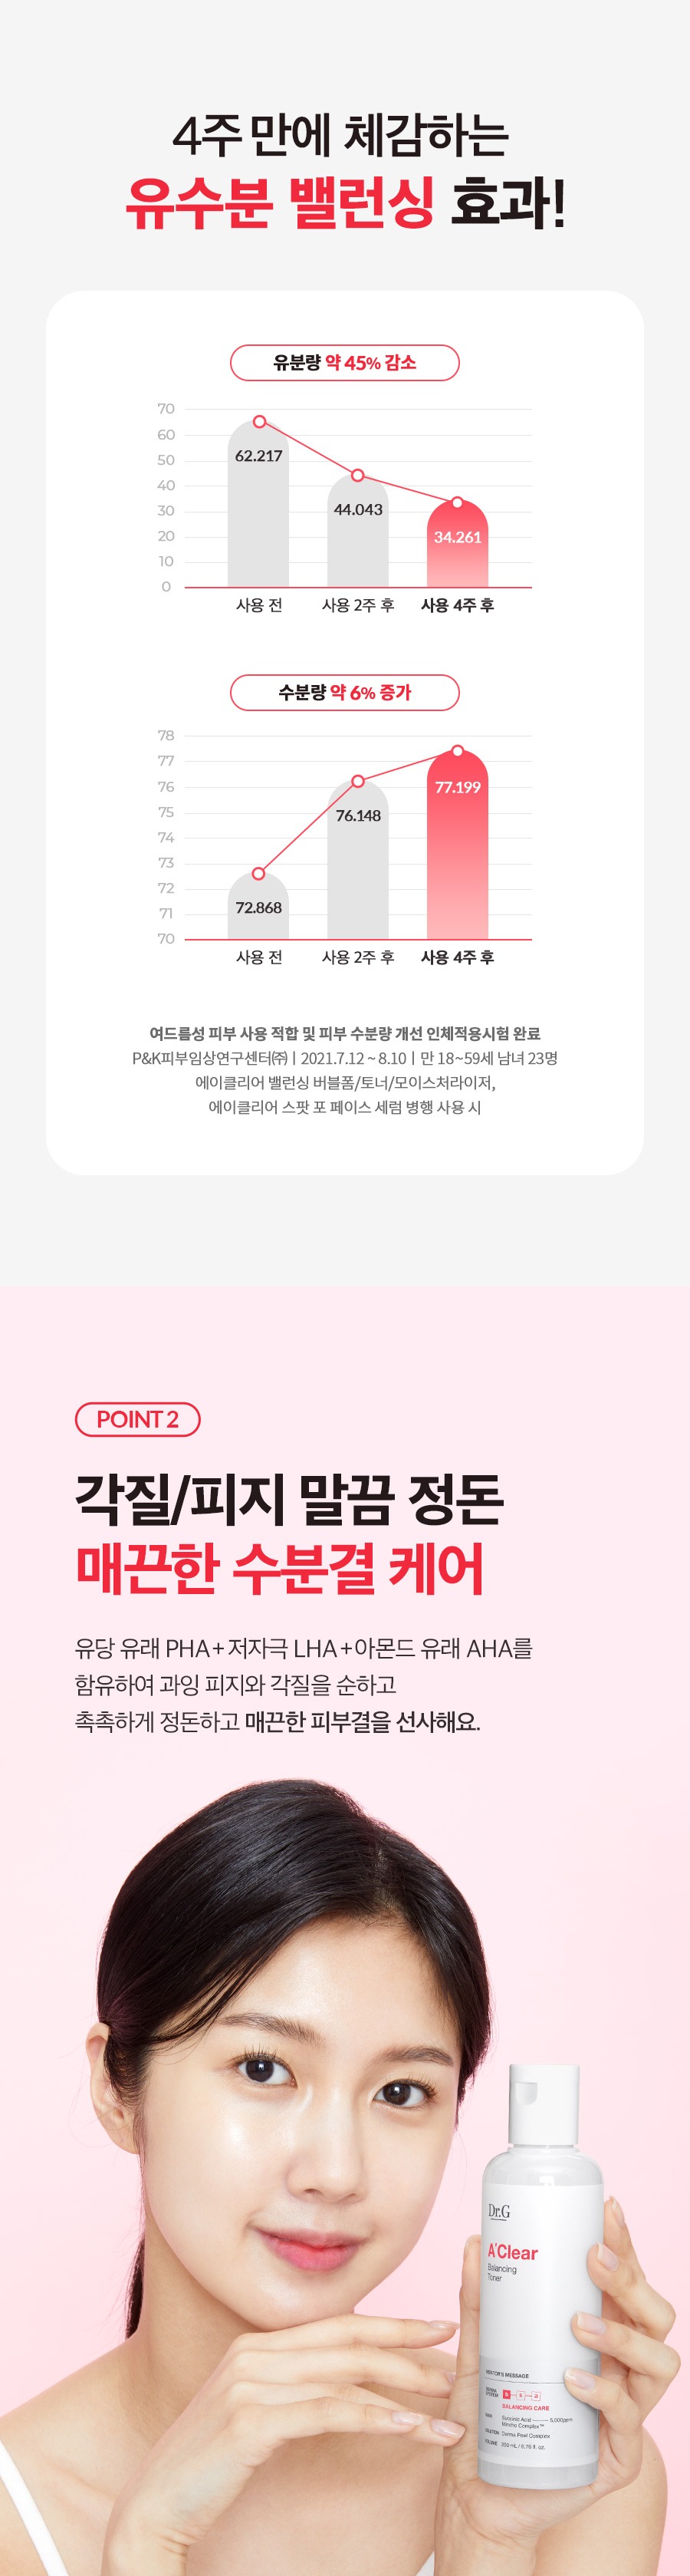 4주 만에 체감하는
유수분 밸런싱 효과!
유분량 약 45% 감소
70
60
50
40
30
20
10
0
62.217
44.043
34.261
사용 전
사용 2주 후
사용 4주 후
수분량 약 6% 증가
78
77
76
75
74
73
72
71
70
72.868
76.148
77.199
사용 전
사용 2주 후
사용 4주 후
여드름성 피부 사용 적합 및 피부 수분량 개선 인체적용시험 완료
P&K피부임상연구센터㈜ | 2021.7.12 ~ 8.10 | 만 18~59세 남녀 23명
에이클리어 밸런싱 버블폼/토너/모이스처라이저,
에이클리어 스팟 포 페이스 세럼 병행 사용 시
POINT 2
각질/피지 말끔 정돈
매끈한 수분결 케어
유당 유래 PHA+저자극 LHA+아몬드 유래 AHA를
함유하여 과잉 피지와 각질을 순하고
촉촉하게 정돈하고 매끈한 피부결을 선사해요.
Dr.G
A'Clear
Balancing
Toner
MENTOR'S MESSAGE
BALANCING CARE
Succinic Acid 5,000ppm
Derma Peel Complex